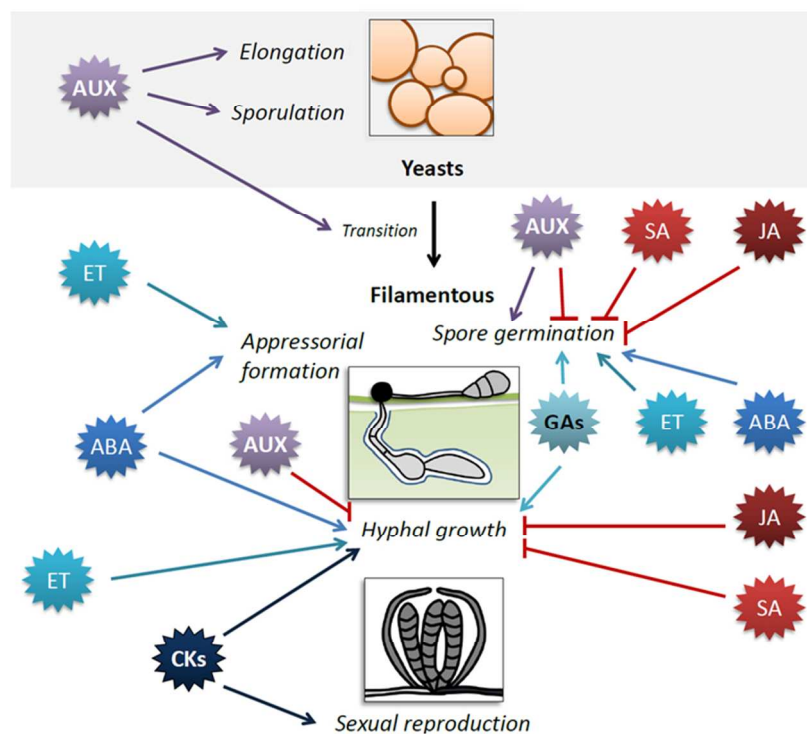 AUX
Elongation
Sporulation
Yeasts
Transition
AUX
SA
JA
ET
Filamentous
Spore germination
Appressorial
formation
ABA
AUX
GAs
ET
ABA
JA
Hyphal growth
ET
SA
CKs
Sexual reproduction